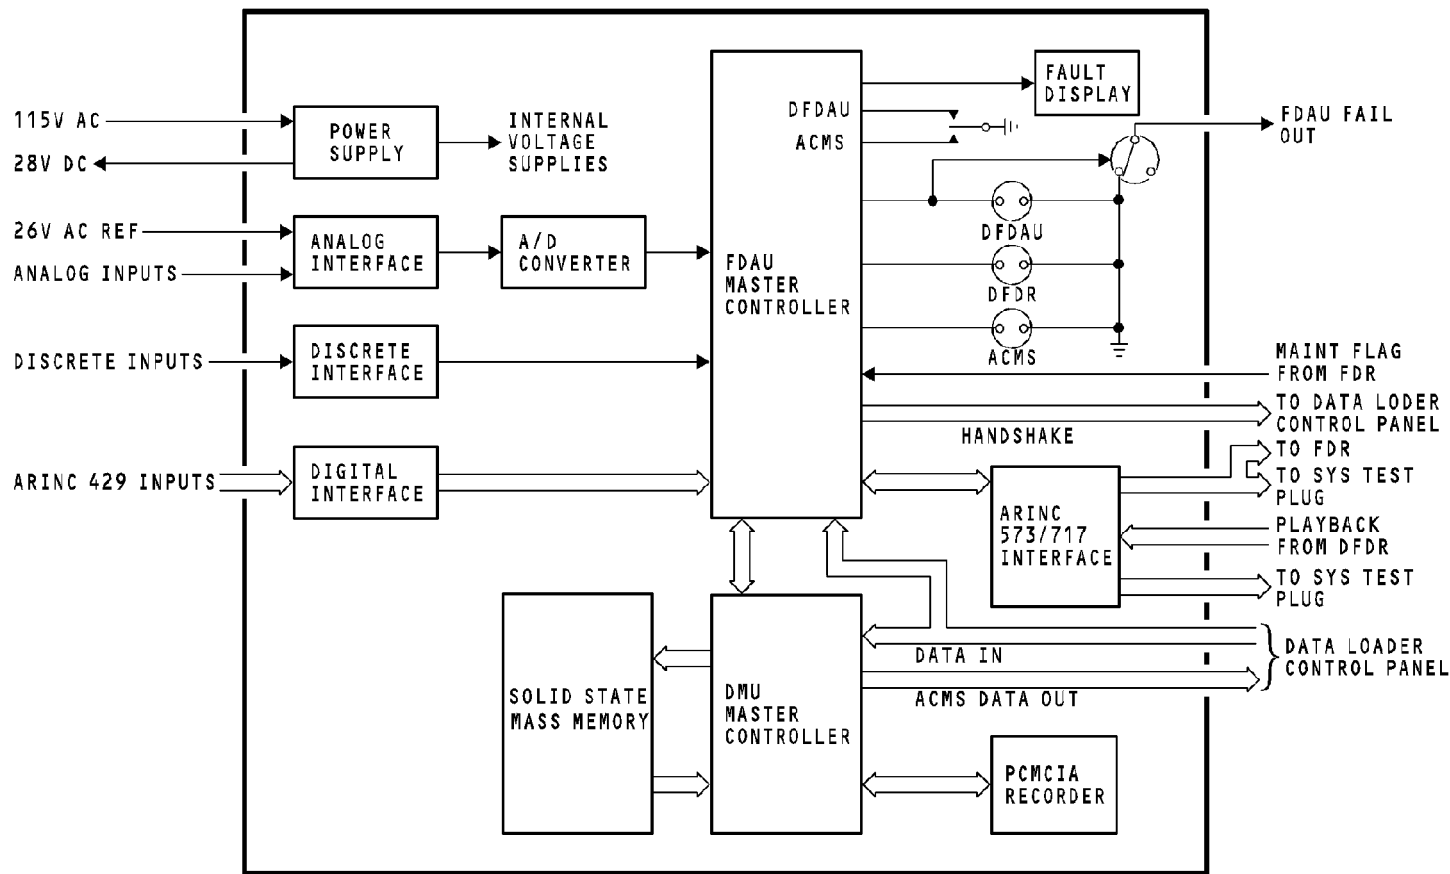 115V AC
28V DC
POWER
SUPPLY
INTERNAL
VOLTAGE
SUPPLIES
26V AC REF
ANALOG INPUTS
ANALOG
INTERFACE
A/D
CONVERTER
DISCRETE INPUTS
DISCRETE
INTERFACE
ARINC 429 INPUTS
DIGITAL
INTERFACE
DFDAU
ACMS
FDAU
MASTER
CONTROLLER
FAULT
DISPLAY
FDAU FAIL
OUT
DFDAU
DFDR
ACMS
MAINT FLAG
FROM FDR
TO DATA LODER
CONTROL PANEL
HANDSHAKE
TO FDR
TO SYS TEST
PLUG
ARINC
573/717
INTERFACE
PLAYBACK
FROM DFDR
TO SYS TEST
PLUG
DATA IN
ACMS DATA OUT
DATA LOADER
CONTROL PANEL
SOLID STATE
MASS MEMORY
DMU
MASTER
CONTROLLER
PCMCIA
RECORDER